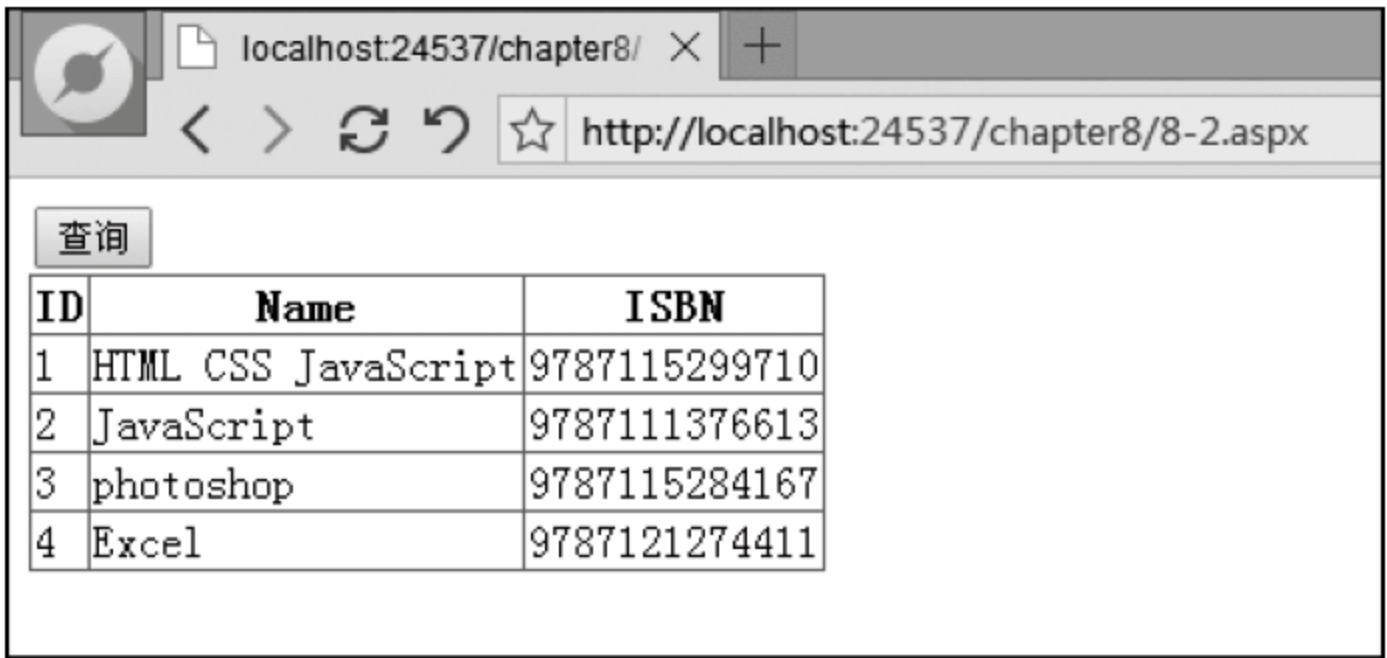 localhost:24537/chapter8/
http://localhost:24537/chapter8/8-2.aspx
查询
ID Name ISBN
1 HTML CSS JavaScript 9787115299710
2 JavaScript 9787111376613
3 photoshop 9787115284167
4 Excel 9787121274411